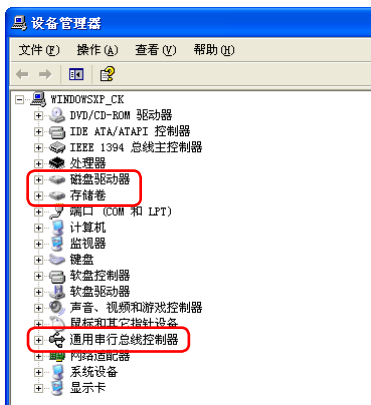 设备管理器
文件(F) 操作(A) 查看(V) 帮助(H)
WINDOWSXP_CK
DVD/CD-ROM 驱动器
IDE ATA/ATAPI 控制器
IEEE 1394 总线主控制器
处理器
磁盘驱动器
存储卷
端口 (COM 和 LPT)
计算机
监视器
键盘
软盘控制器
软盘驱动器
声音、视频和游戏控制器
鼠标和其它指针设备
通用串行总线控制器
网络适配器
系统设备
显示卡